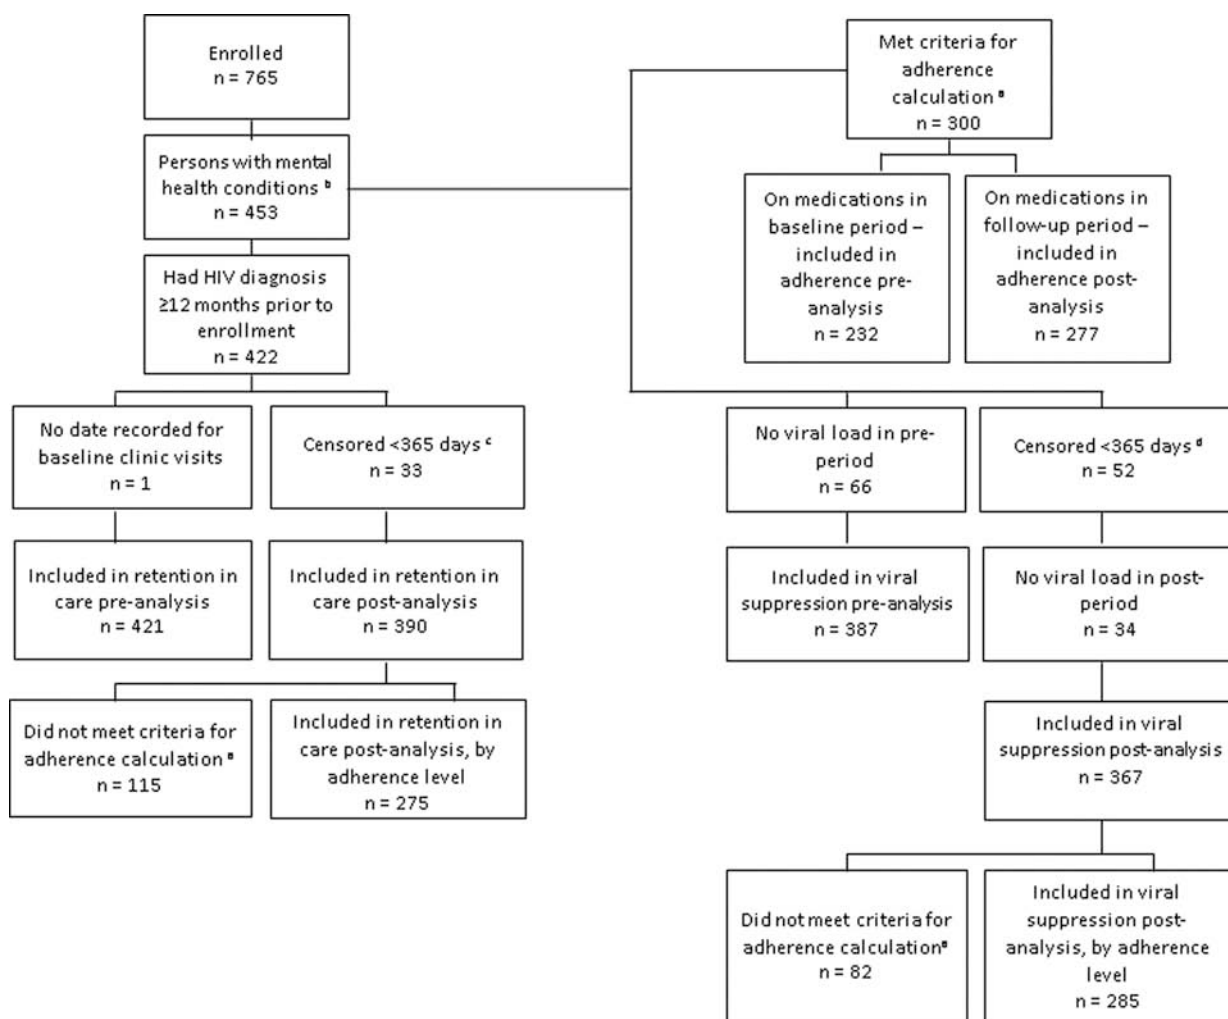 Enrolled
n = 765
Persons with mental
health conditions ᵇ
n = 453
Had HIV diagnosis
≥12 months prior to
enrollment
n = 422
No date recorded for
baseline clinic visits
n = 1
Censored <365 days ᶜ
n = 33
Included in retention in
care pre-analysis
n = 421
Included in retention in
care post-analysis
n = 390
Did not meet criteria for
adherence calculation ᵃ
n = 115
Included in retention in
care post-analysis, by
adherence level
n = 275
Met criteria for
adherence
calculation ᵃ
n = 300
On medications in
baseline period –
included in
adherence pre-
analysis
n = 232
On medications in
follow-up period –
included in
adherence post-
analysis
n = 277
No viral load in pre-
period
n = 66
Censored <365 days ᵈ
n = 52
Included in viral
suppression pre-analysis
n = 387
No viral load in post-
period
n = 34
Included in viral
suppression post-analysis
n = 367
Did not meet criteria for
adherence calculationᵃ
n = 82
Included in viral
suppression post-
analysis, by adherence
level
n = 285